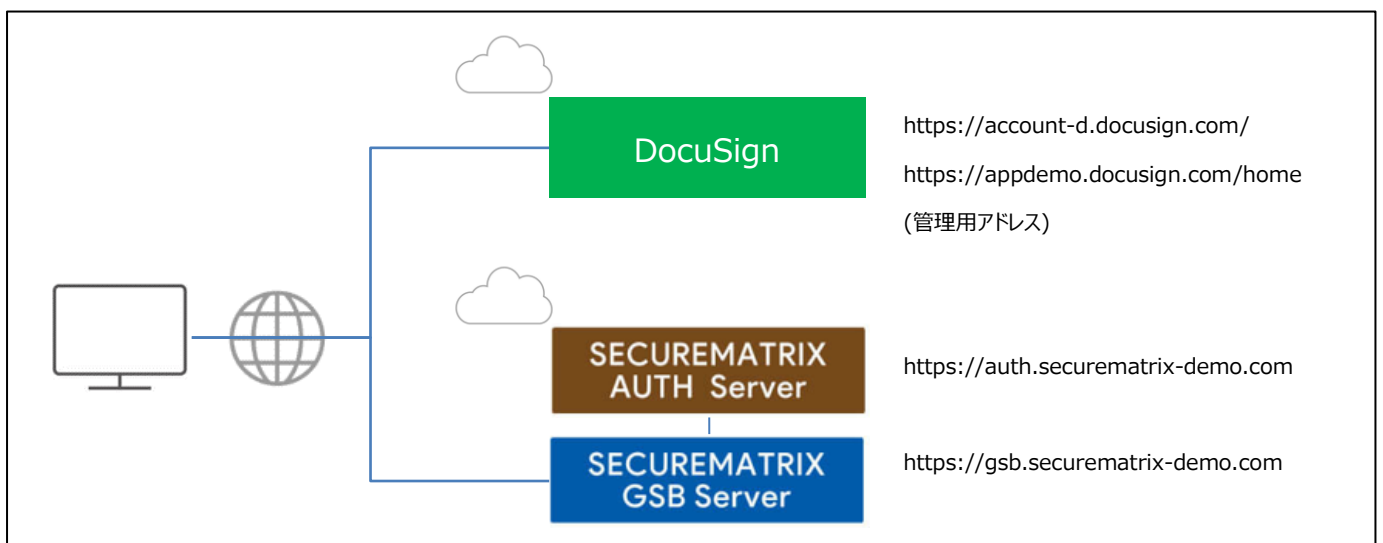 DocuSign
https://account-d.docusign.com/
https://appdemo.docusign.com/home
(管理用アドレス)
SECUREMATRIX
AUTH Server
https://auth.securematrix-demo.com
SECUREMATRIX
GSB Server
https://gsb.securematrix-demo.com